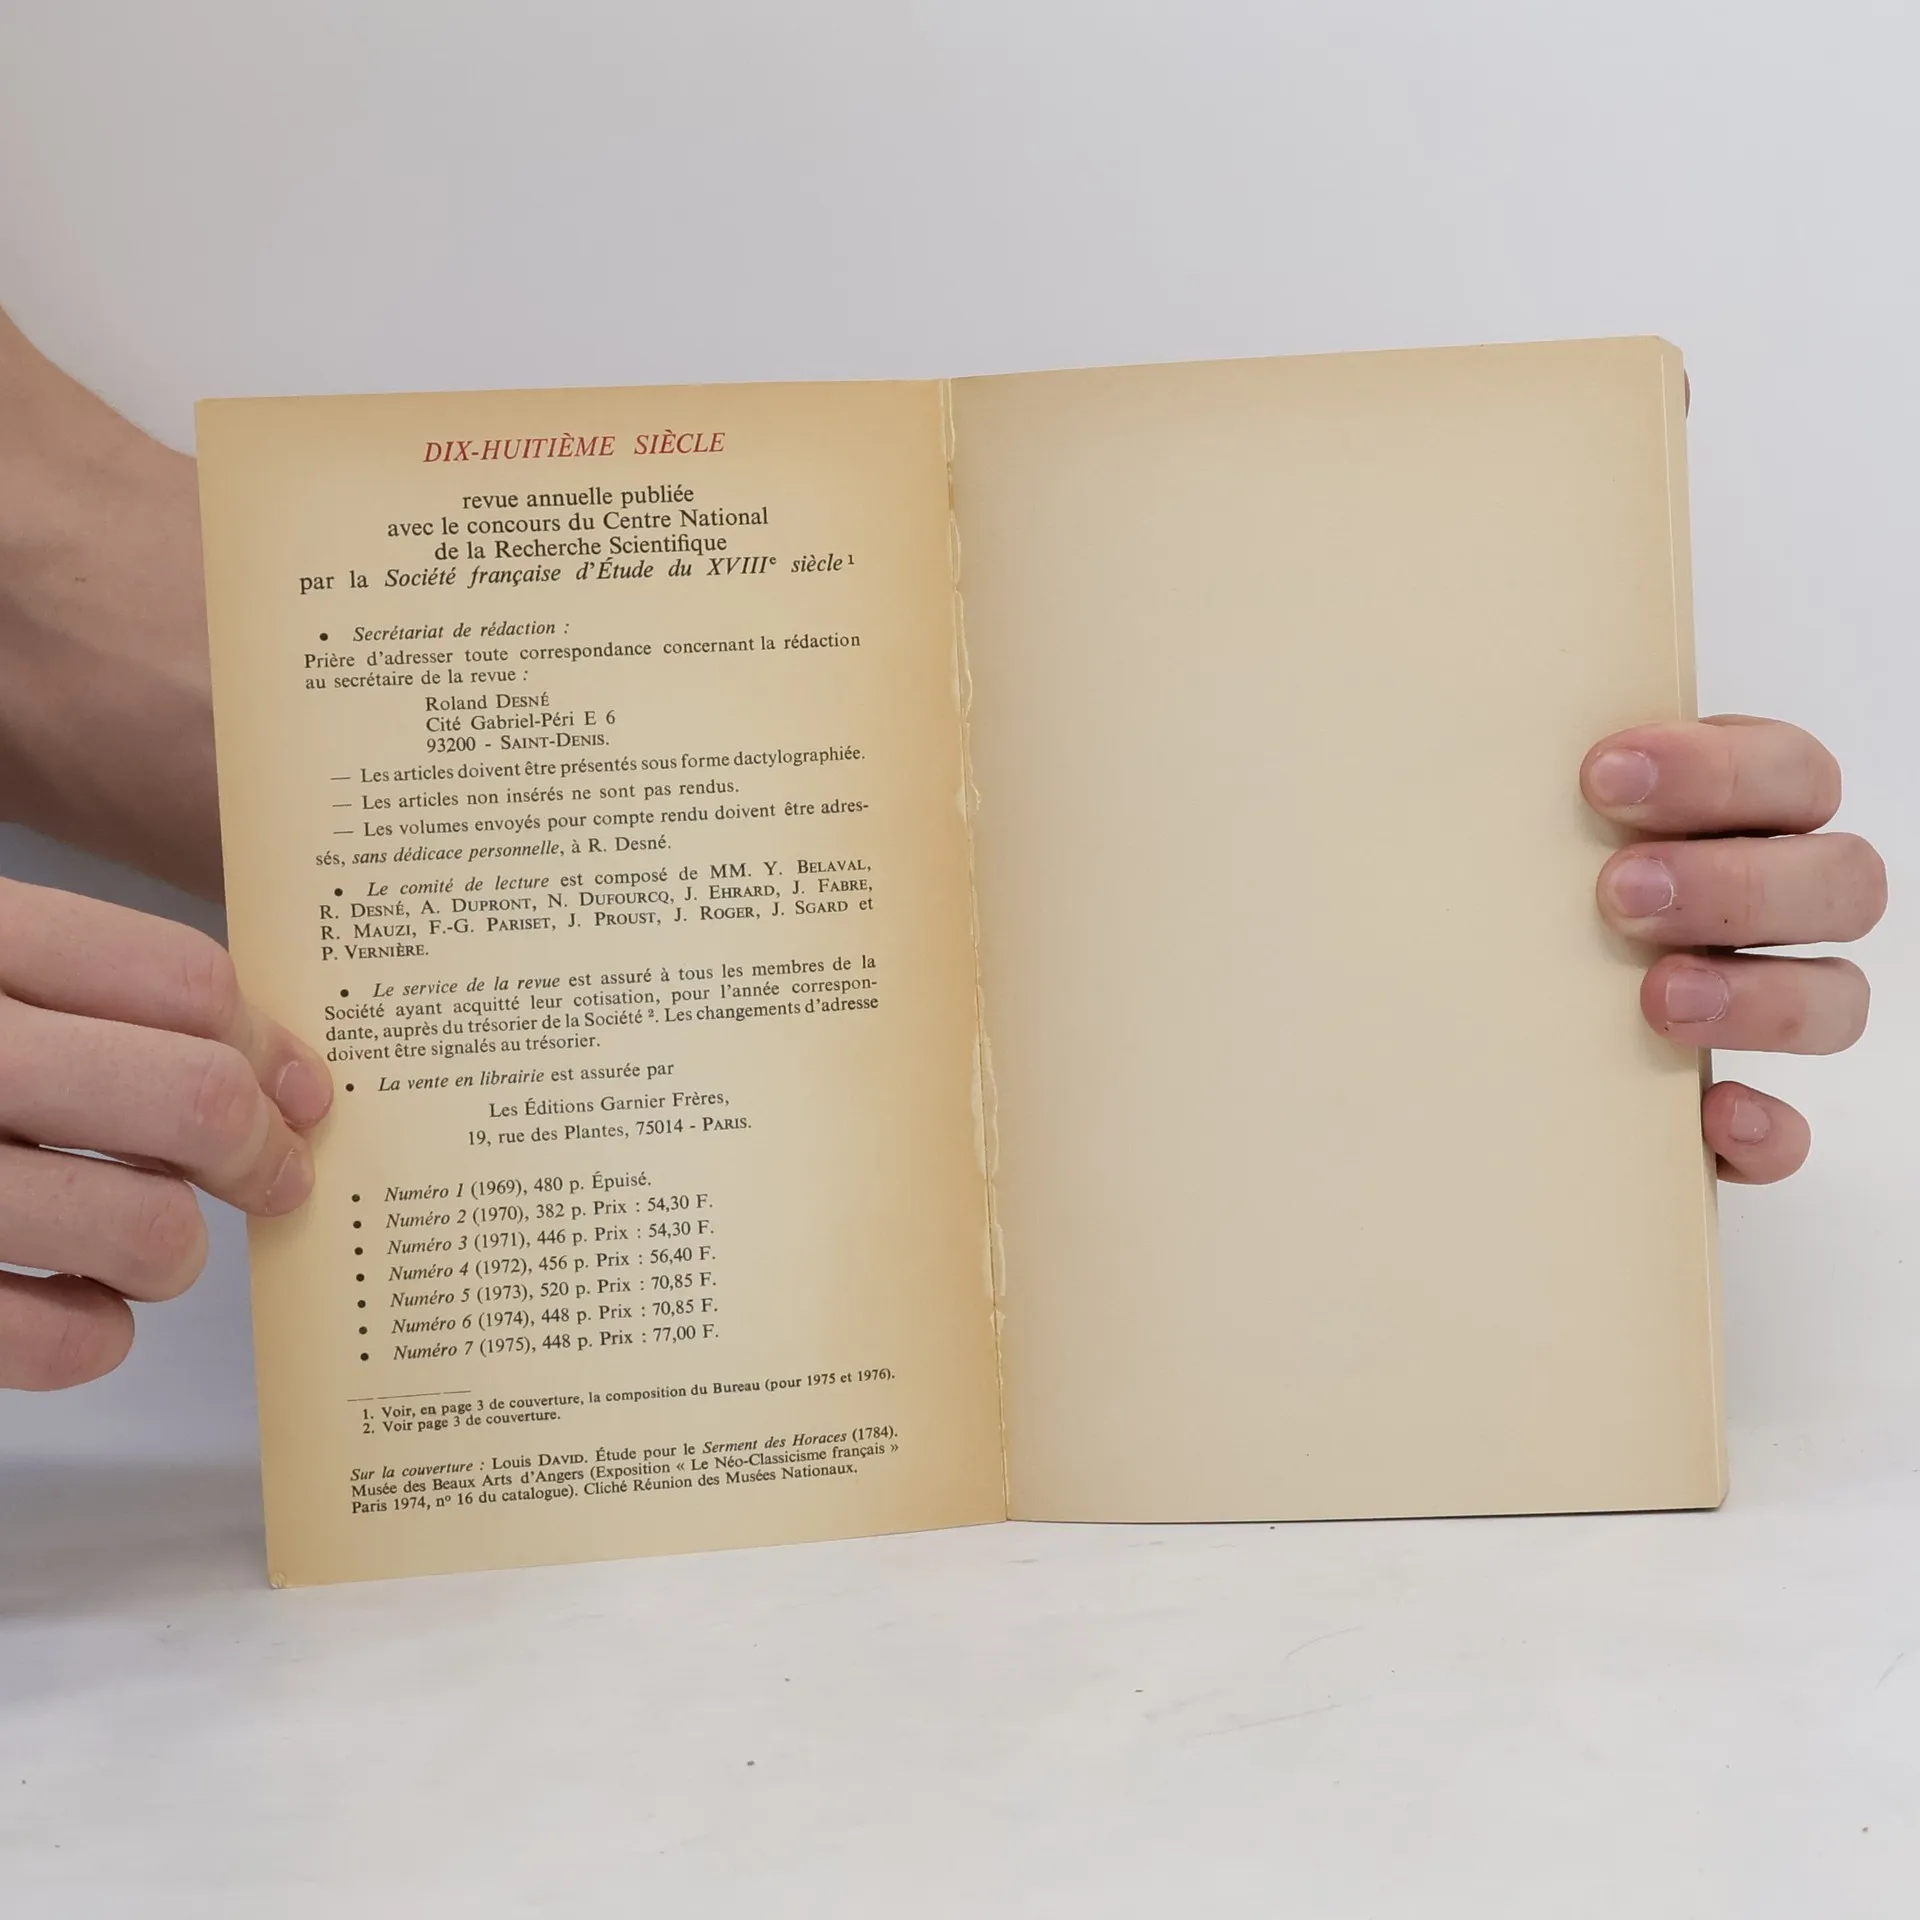 DIX-HUITIÈME SIÈCLE
revue annuelle publiée
avec le concours du Centre National
de la Recherche Scientifique
par la Société française d'Étude du XVIIIe siècle 1
• Secrétariat de rédaction :
Prière d'adresser toute correspondance concernant la rédaction
au secrétaire de la revue :
Roland DESNÉ
Cité Gabriel-Péri E 6
93200 - SAINT-DENIS.
— Les articles doivent être présentés sous forme dactylographiée.
— Les articles non insérés ne sont pas rendus.
— Les volumes envoyés pour compte rendu doivent être adres-
sés, sans dédicace personnelle, à R. Desné.
• Le comité de lecture est composé de MM. Y. BELAVAL,
R. DESNÉ, A. DUPRONT, N. DUFOURCQ, J. EHRARD, J. FABRE,
R. MAUZI, F.-G. PARISET, J. PROUST, J. ROGER, J. SGARD et
P. VERNIÈRE.
• Le service de la revue est assuré à tous les membres de la
Société ayant acquitté leur cotisation, pour l'année correspon-
dante, auprès du trésorier de la Société 2. Les changements d'adresse
doivent être signalés au trésorier.
• La vente en librairie est assurée par
Les Éditions Garnier Frères,
19, rue des Plantes, 75014 - PARIS.
• Numéro 1 (1969), 480 p. Épuisé.
• Numéro 2 (1970), 382 p. Prix : 54,30 F.
• Numéro 3 (1971), 446 p. Prix : 54,30 F.
• Numéro 4 (1972), 456 p. Prix : 56,40 F.
• Numéro 5 (1973), 520 p. Prix : 70,85 F.
• Numéro 6 (1974), 448 p. Prix : 70,85 F.
• Numéro 7 (1975), 448 p. Prix : 77,00 F.
1. Voir, en page 3 de couverture, la composition du Bureau (pour 1975 et 1976).
2. Voir page 3 de couverture.
Sur la couverture : Louis DAVID. Étude pour le Serment des Horaces (1784).
Musée des Beaux Arts d'Angers (Exposition « Le Néo-Classicisme français »
Paris 1974, no 16 du catalogue). Cliché Réunion des Musées Nationaux.